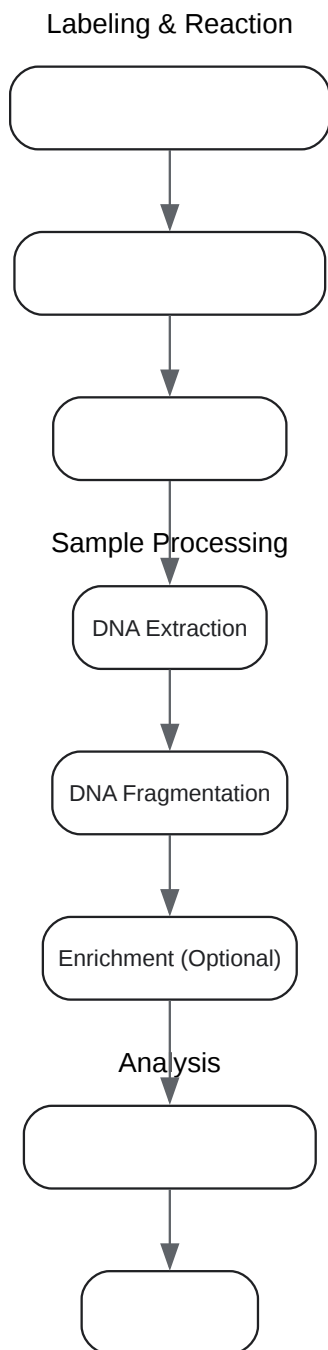 Labeling & Reaction
Sample Processing
DNA Extraction
DNA Fragmentation
Enrichment (Optional)
Analysis